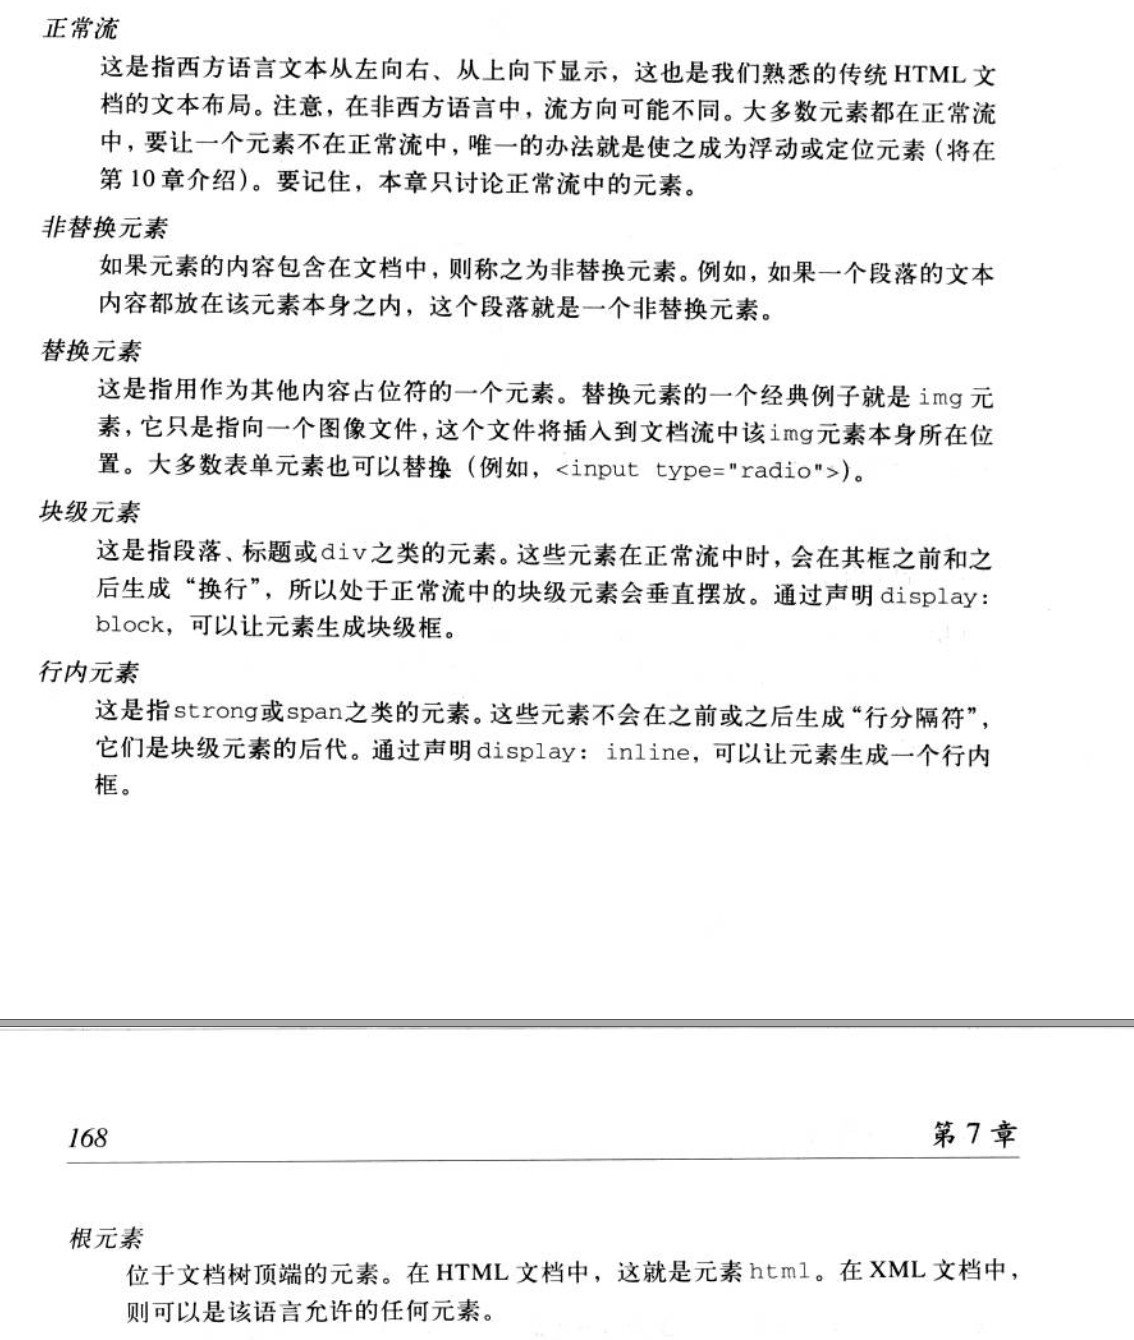 正常流
这是指西方语言文本从左向右、从上向下显示，这也是我们熟悉的传统 HTML 文
档的文本布局。注意，在非西方语言中，流方向可能不同。大多数元素都在正常流
中，要让一个元素不在正常流中，唯一的办法就是使之成为浮动或定位元素（将在
第 10 章介绍）。要记住，本章只讨论正常流中的元素。
非替换元素
如果元素的内容包含在文档中，则称之为非替换元素。例如，如果一个段落的文本
内容都放在该元素本身之内，这个段落就是一个非替换元素。
替换元素
这是指用作为其他内容占位符的一个元素。替换元素的一个经典例子就是 img 元
素，它只是指向一个图像文件，这个文件将插入到文档流中该img元素本身所在位
置。大多数表单元素也可以替换（例如，<input type="radio">）。
块级元素
这是指段落、标题或div之类的元素。这些元素在正常流中时，会在其框之前和之
后生成“换行”，所以处于正常流中的块级元素会垂直摆放。通过声明 display:
block，可以让元素生成块级框。
行内元素
这是指strong或span之类的元素。这些元素不会在之前或之后生成“行分隔符”，
它们是块级元素的后代。通过声明 display: inline，可以让元素生成一个行内
框。
168 第 7 章
根元素
位于文档树顶端的元素。在 HTML 文档中，这就是元素 html。在 XML 文档中，
则可以是该语言允许的任何元素。